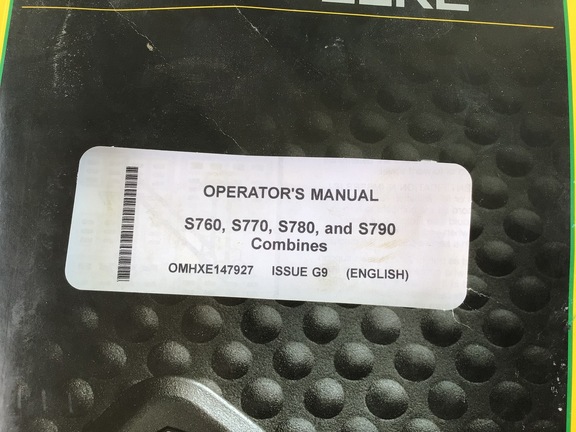 OPERATOR'S MANUAL
S760, S770, S780, and S790
Combines
OMHXE147927 ISSUE G9 (ENGLISH)